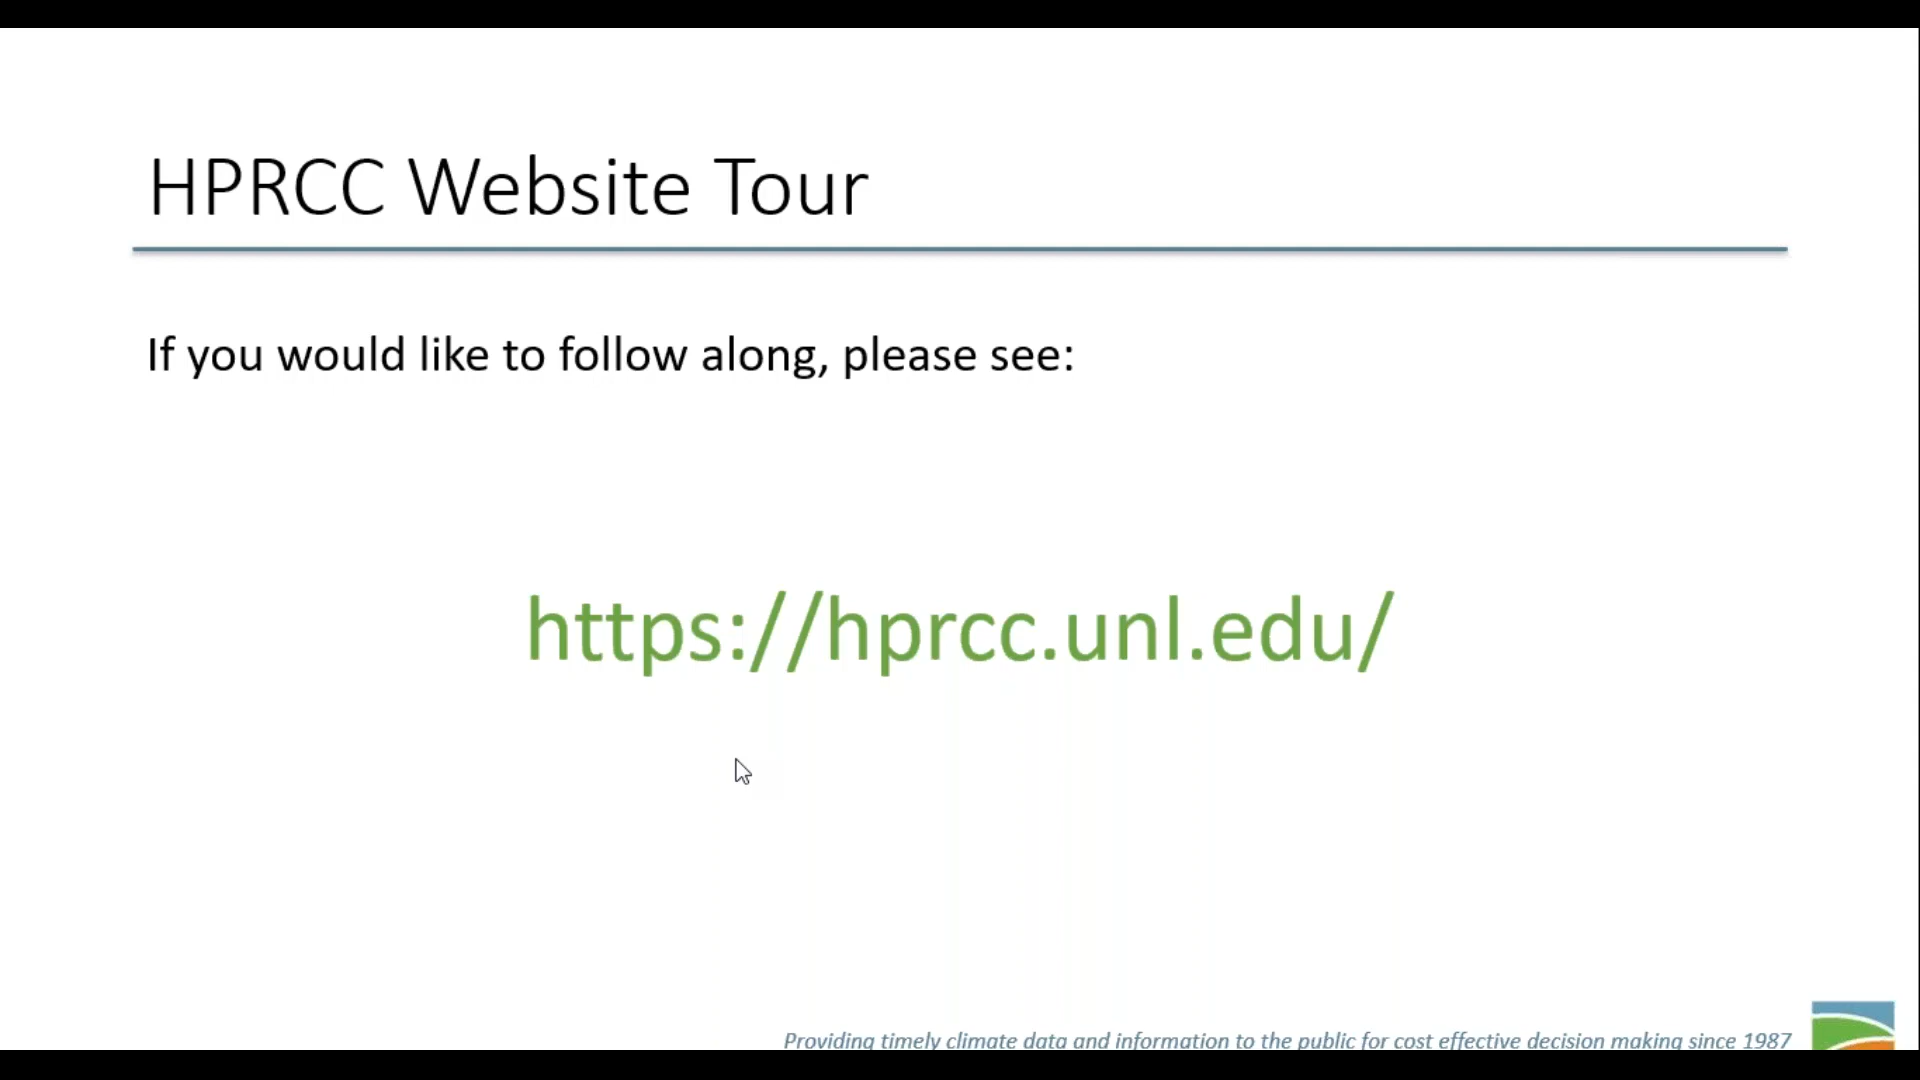 HPRCC Website Tour
If you would like to follow along, please see:
https://hprcc.unl.edu/
Providing timely climate data and information to the public for cost effective decision making since 1987